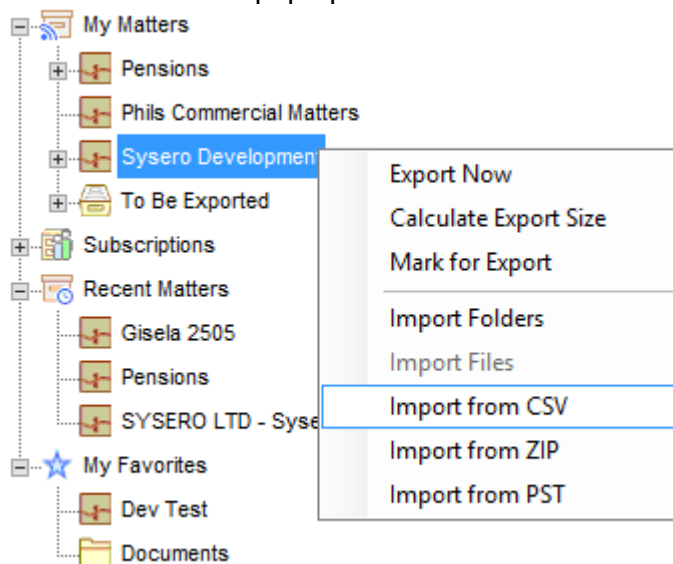 My Matters
Pensions
Phils Commercial Matters
Sysero Developmen
To Be Exported
Subscriptions
Recent Matters
Gisela 2505
Pensions
SYSERO LTD - Syse
My Favorites
Dev Test
Documents
Export Now
Calculate Export Size
Mark for Export
Import Folders
Import Files
Import from CSV
Import from ZIP
Import from PST